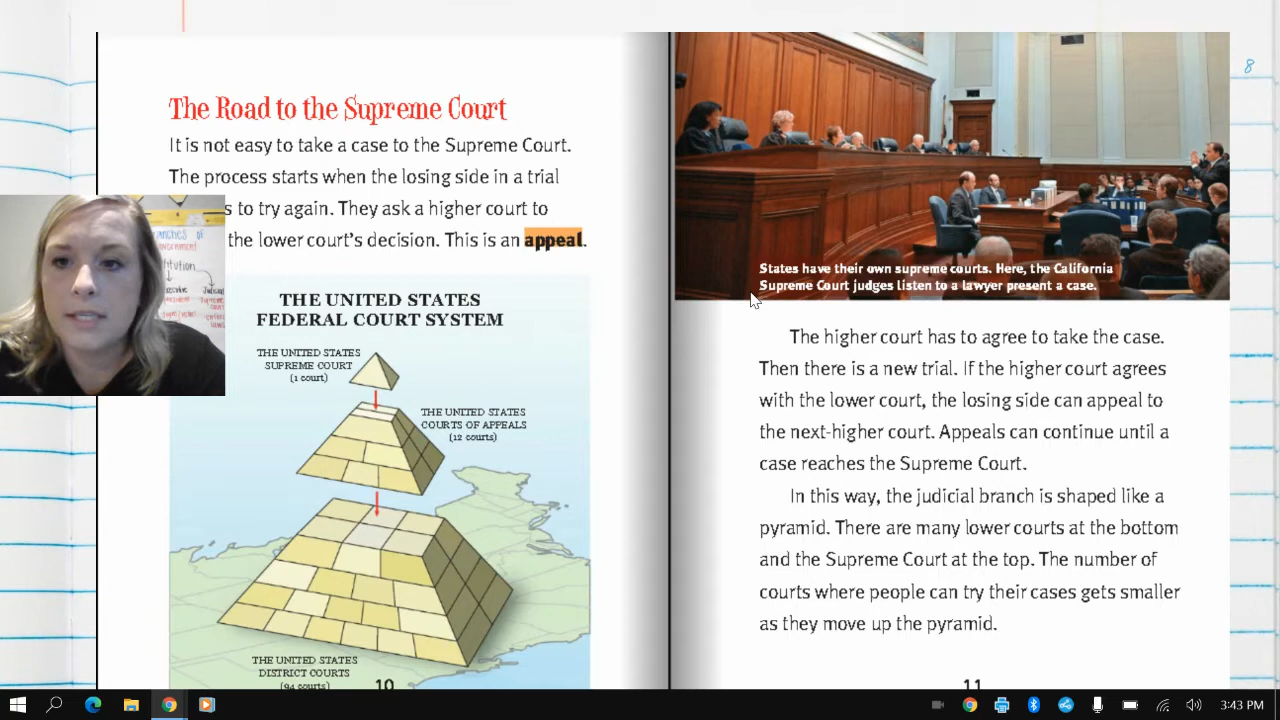 The Road to the Supreme Court
It is not easy to take a case to the Supreme Court.
The process starts when the losing side in a trial
s to try again. They ask a higher court to
the lower court's decision. This is an appeal.
THE UNITED STATES
FEDERAL COURT SYSTEM
THE UNITED STATES
SUPREME COURT
(1 court)
THE UNITED STATES
COURTS OF APPEALS
(12 courts)
THE UNITED STATES
DISTRICT COURTS
(94 courts)
10
States have their own supreme courts. Here, the California
Supreme Court judges listen to a lawyer present a case.
The higher court has to agree to take the case.
Then there is a new trial. If the higher court agrees
with the lower court, the losing side can appeal to
the next-higher court. Appeals can continue until a
case reaches the Supreme Court.
In this way, the judicial branch is shaped like a
pyramid. There are many lower courts at the bottom
and the Supreme Court at the top. The number of
courts where people can try their cases gets smaller
as they move up the pyramid.
11
8
3:43 PM